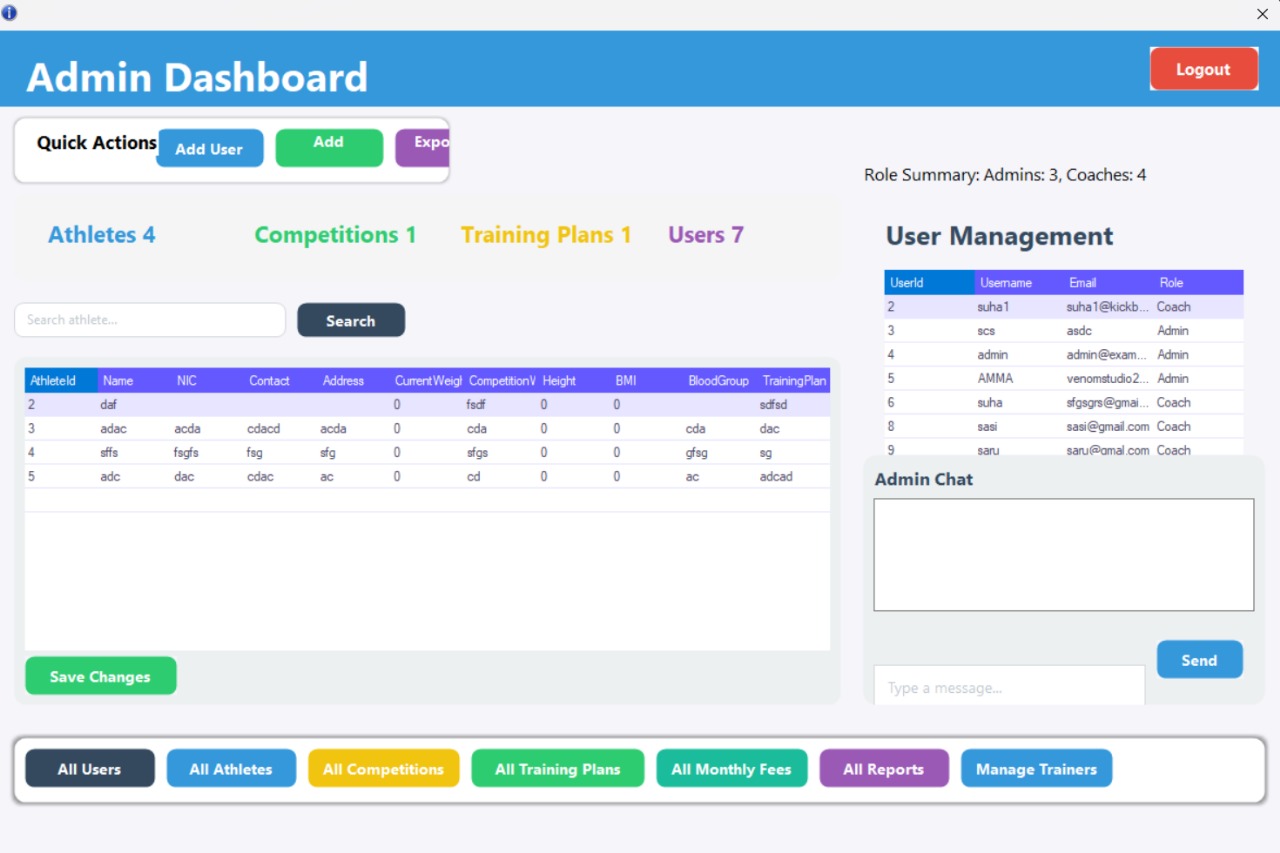 Admin Dashboard
Logout
Quick Actions
Add User
Add
Expo
Role Summary: Admins: 3, Coaches: 4
Athletes 4
Competitions 1
Training Plans 1
Users 7
User Management
UserId Username Email Role
2 suha1 suha1@kickb... Coach
3 scs asdc Admin
4 admin admin@exam... Admin
5 AMMA venomstudio2... Admin
6 suha sfgsgrs@gmai... Coach
8 sasi sasi@gmail.com Coach
9 saru saru@gmal.com Coach
Search athlete...
Search
AthleteId Name NIC Contact Address CurrentWeigl CompetitionV Height BMI BloodGroup TrainingPlan
2 daf 0 fsdf 0 0 sdfsd
3 adac acda cdacd acda 0 cda 0 0 cda dac
4 sffs fsgfs fsg sfg 0 sfgs 0 0 gfsg sg
5 adc dac cdac ac 0 cd 0 0 ac adcad
Save Changes
Admin Chat
Type a message...
Send
All Users
All Athletes
All Competitions
All Training Plans
All Monthly Fees
All Reports
Manage Trainers